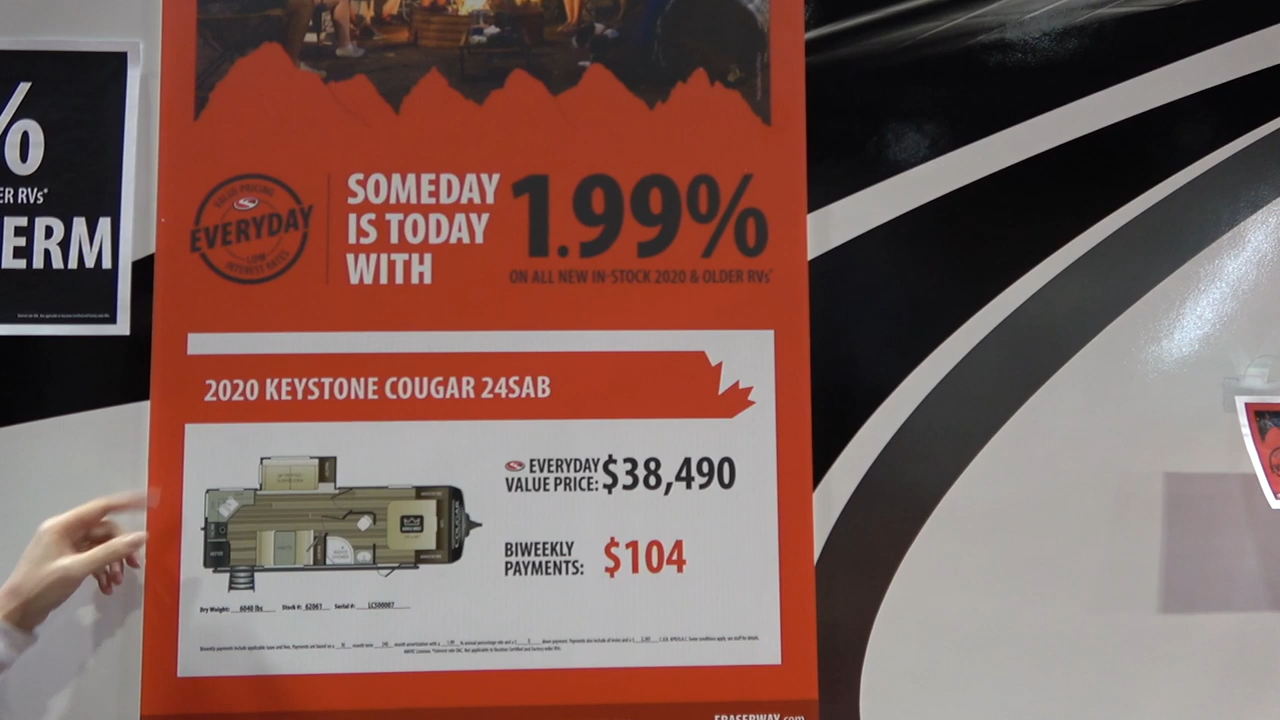 %
ER RVs*
ERM
VALUE PRICING
EVERYDAY
LOW
INTEREST RATES
SOMEDAY
IS TODAY
WITH
1.99%
ON ALL NEW IN-STOCK 2020 & OLDER RVs*
2020 KEYSTONE COUGAR 24SAB
EVERYDAY
VALUE PRICE: $38,490
BIWEEKLY
PAYMENTS: $104
COUGAR
Dry Weight: 6040 lbs Stock #: 62061 Serial #:
FRASERWAY.com